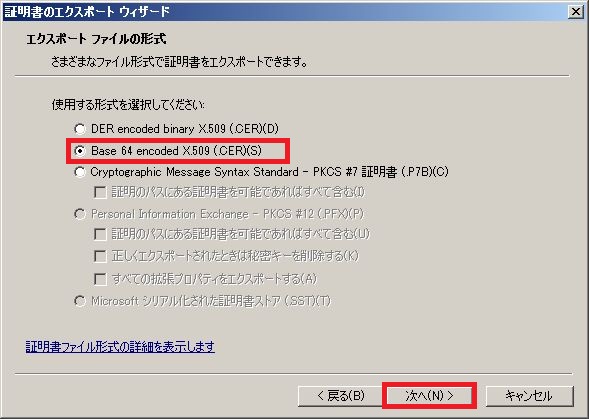 証明書のエクスポート ウィザード
エクスポート ファイルの形式
さまざまなファイル形式で証明書をエクスポートできます。
使用する形式を選択してください:
DER encoded binary X.509 (.CER)(D)
Base 64 encoded X.509 (.CER)(S)
Cryptographic Message Syntax Standard - PKCS #7 証明書 (.P7B)(C)
証明のパスにある証明書を可能であればすべて含む(I)
Personal Information Exchange - PKCS #12 (.PFX)(P)
証明のパスにある証明書を可能であればすべて含む(U)
正しくエクスポートされたときは秘密キーを削除する(K)
すべての拡張プロパティをエクスポートする(A)
Microsoft シリアル化された証明書ストア (.SST)(T)
証明書ファイル形式の詳細を表示します
< 戻る(B)
次へ(N) >
キャンセル